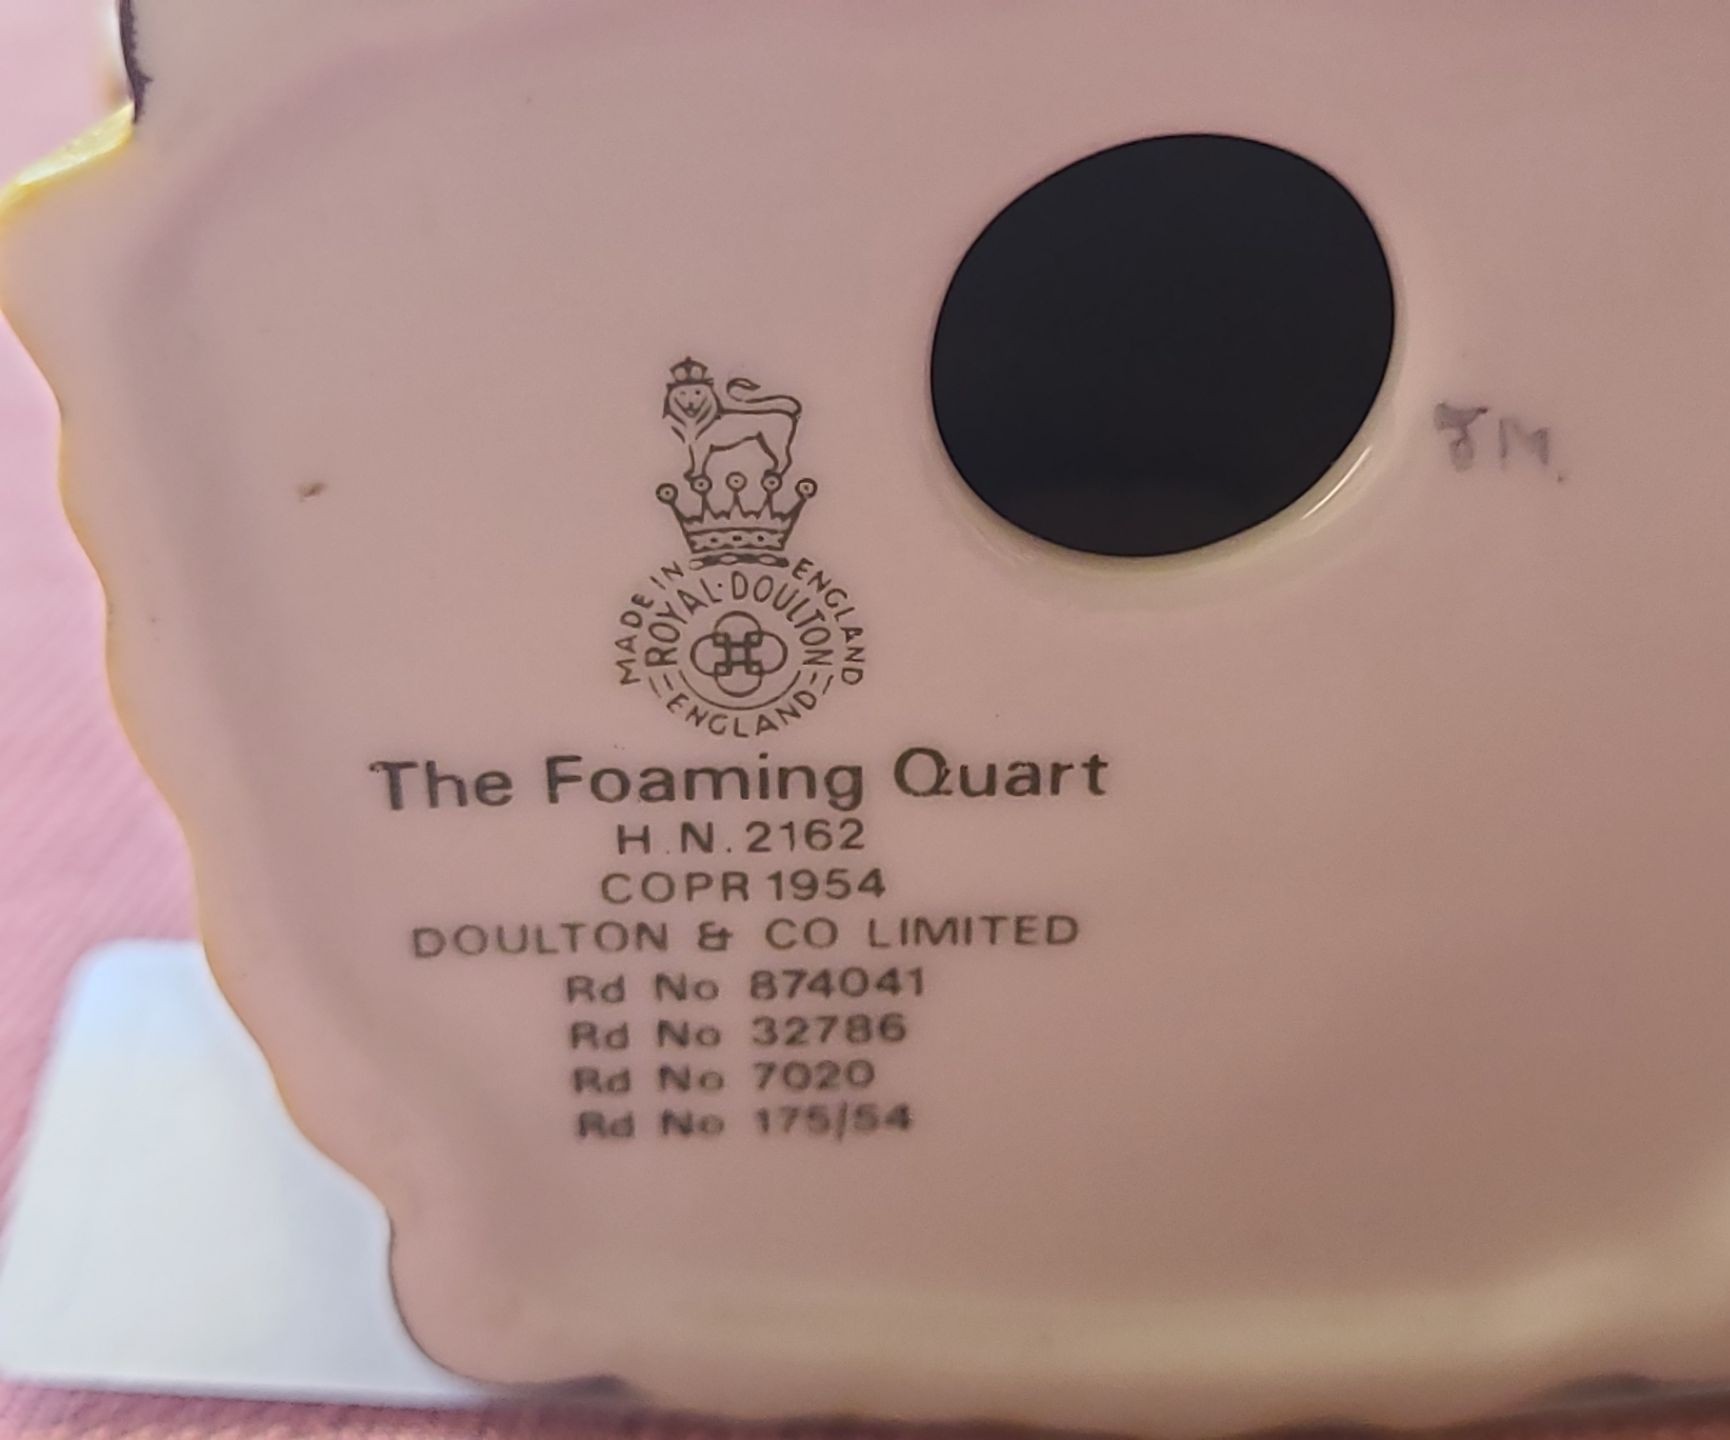 MADE IN ENGLAND
ROYAL·DOULTON
ENGLAND
The Foaming Quart
H.N.2162
COPR 1954
DOULTON & CO LIMITED
Rd No 874041
Rd No 32786
Rd No 7020
Rd No 175/54